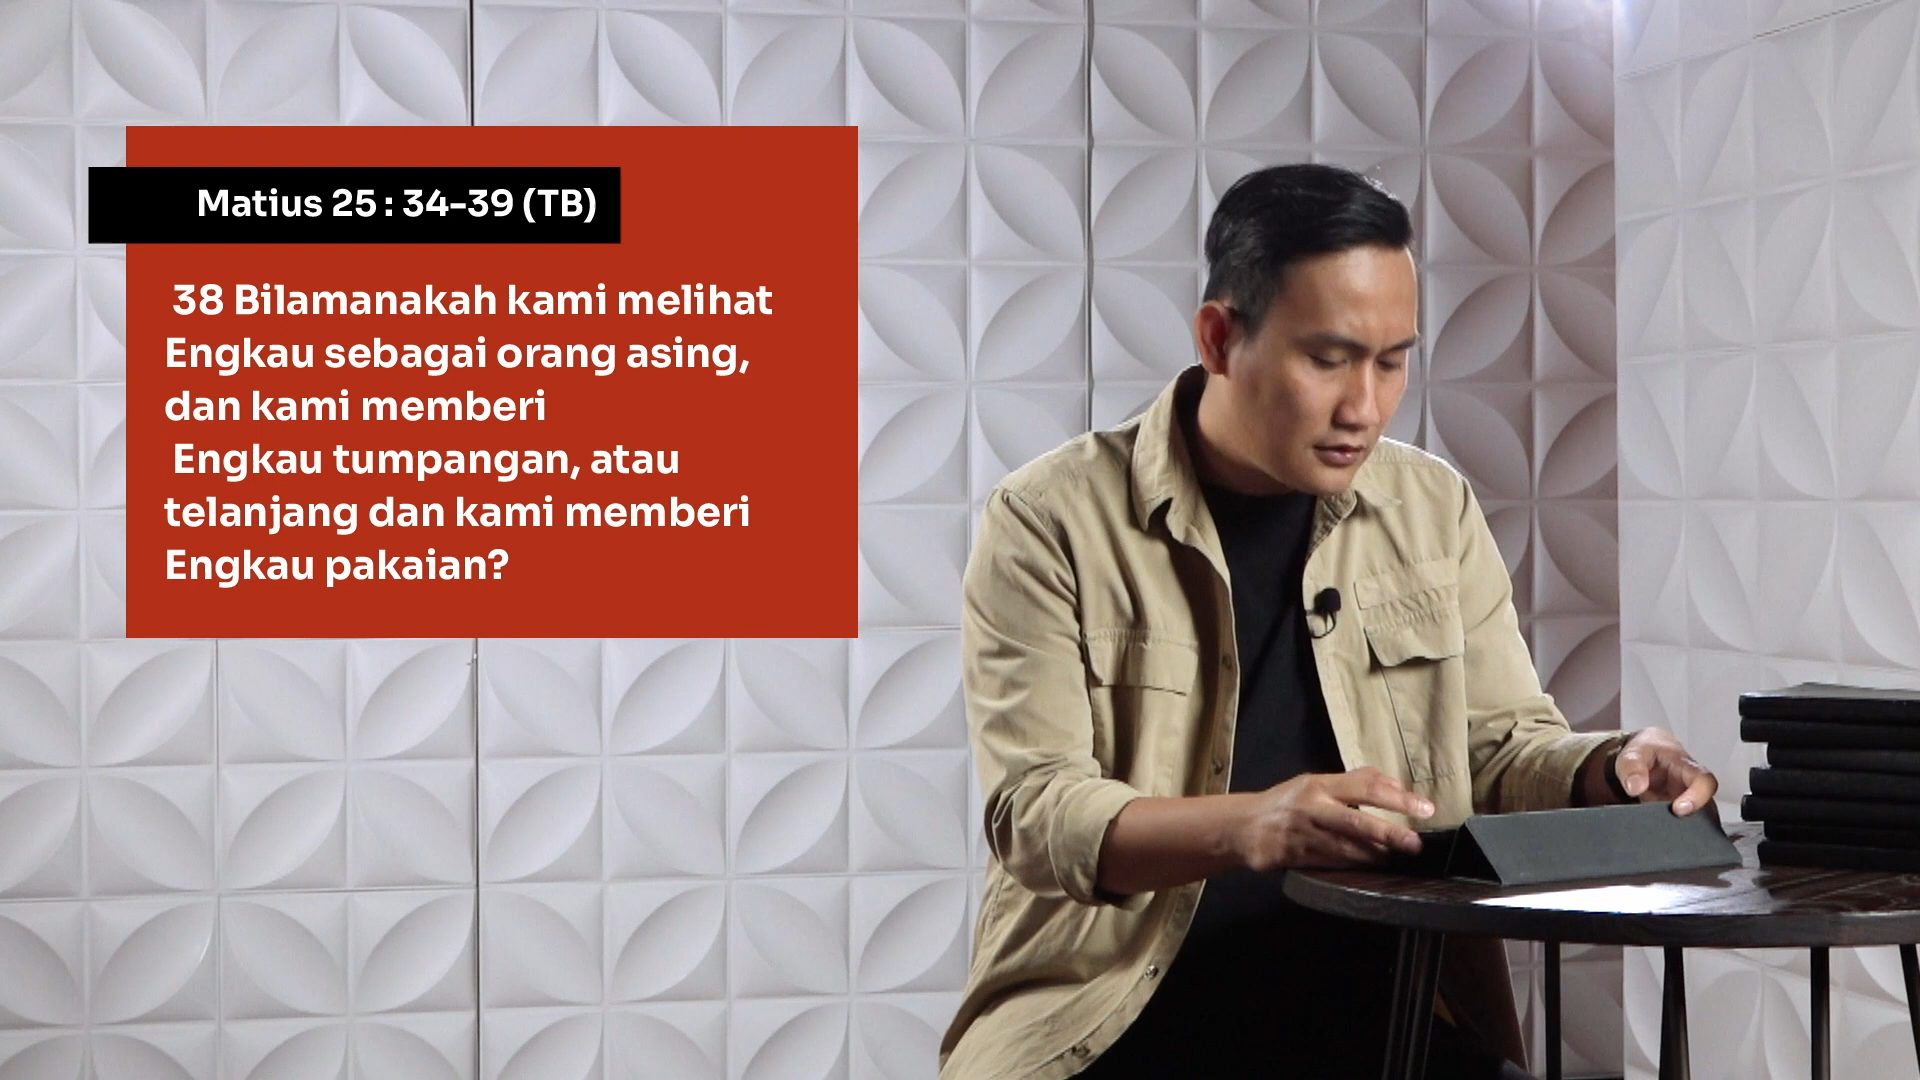 Matius 25 : 34-39 (TB)
38 Bilamanakah kami melihat
Engkau sebagai orang asing,
dan kami memberi
Engkau tumpangan, atau
telanjang dan kami memberi
Engkau pakaian?